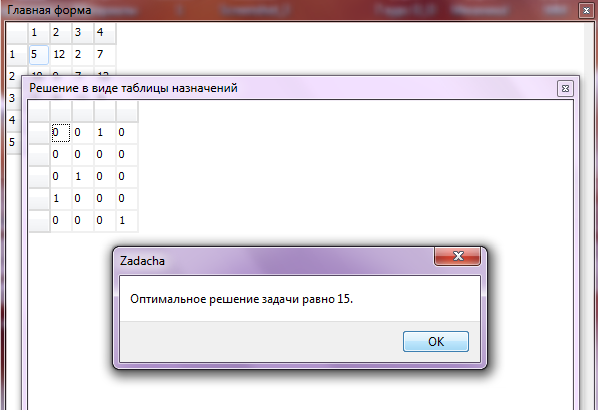 Главная форма
1 2 3 4
1 5 12 2 7
2
3
4
5
Решение в виде таблицы назначений
0 0 1 0
0 0 0 0
0 1 0 0
1 0 0 0
0 0 0 1
Zadacha
Оптимальное решение задачи равно 15.
OK